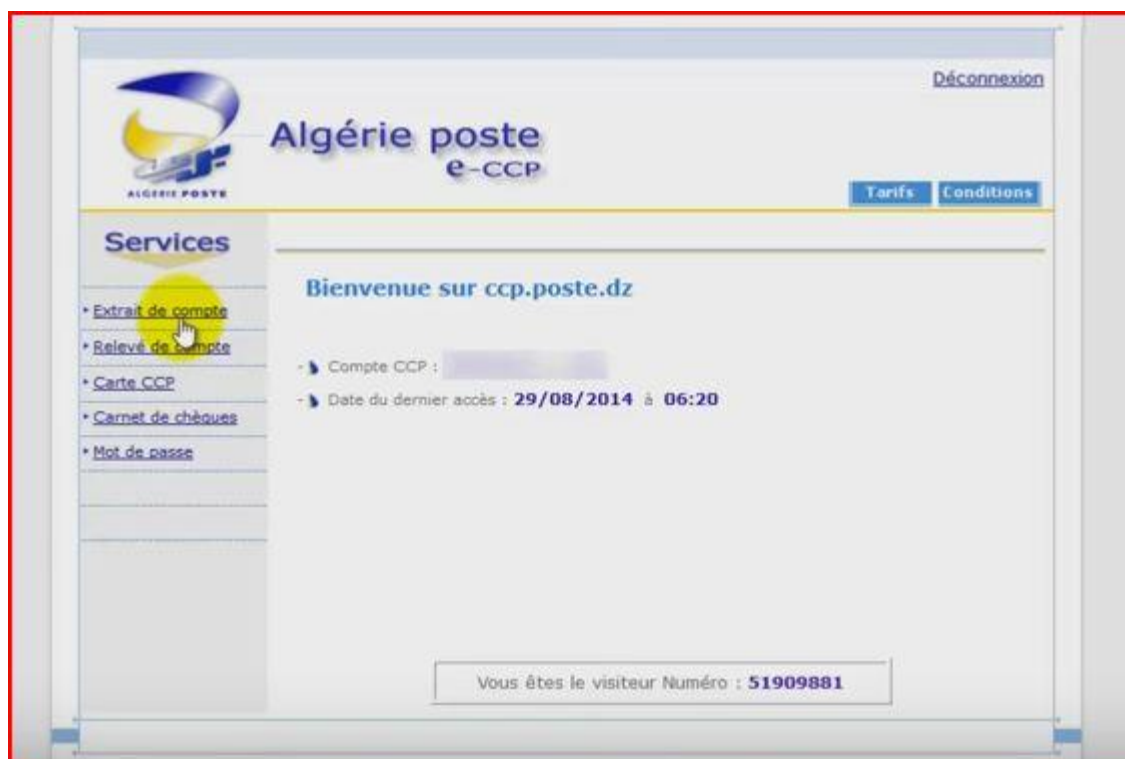 Déconnexion
Algérie poste
e-CCP
ALGERIE POSTE
Tarifs
Conditions
Services
Extrait de compte
Relevé de compte
Carte CCP
Carnet de chèques
Mot de passe
Bienvenue sur ccp.poste.dz
- Compte CCP :
- Date du dernier accès : 29/08/2014 à 06:20
Vous êtes le visiteur Numéro : 51909881